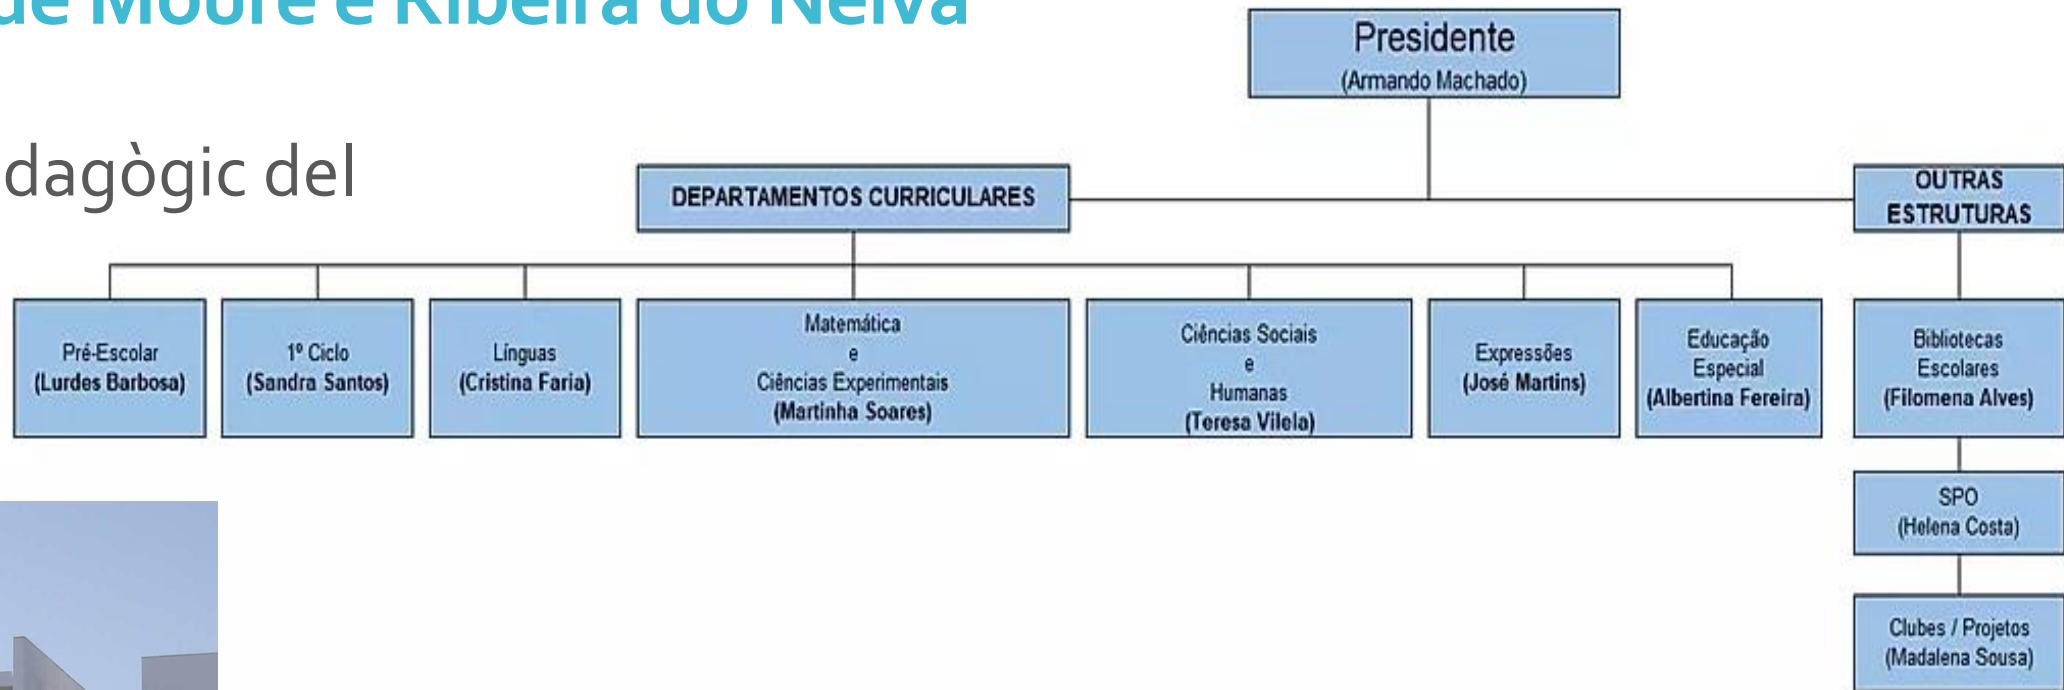 de Moure e Ribeira do Neiva
dagògic del
Presidente
(Armando Machado)
DEPARTAMENTOS CURRICULARES
OUTRAS
ESTRUTURAS
Pré-Escolar
(Lurdes Barbosa)
1º Ciclo
(Sandra Santos)
Línguas
(Cristina Faria)
Matemática
e
Ciências Experimentais
(Martinha Soares)
Ciências Sociais
e
Humanas
(Teresa Vilela)
Expressões
(José Martins)
Educação
Especial
(Albertina Fereira)
Bibliotecas
Escolares
(Filomena Alves)
SPO
(Helena Costa)
Clubes / Projetos
(Madalena Sousa)